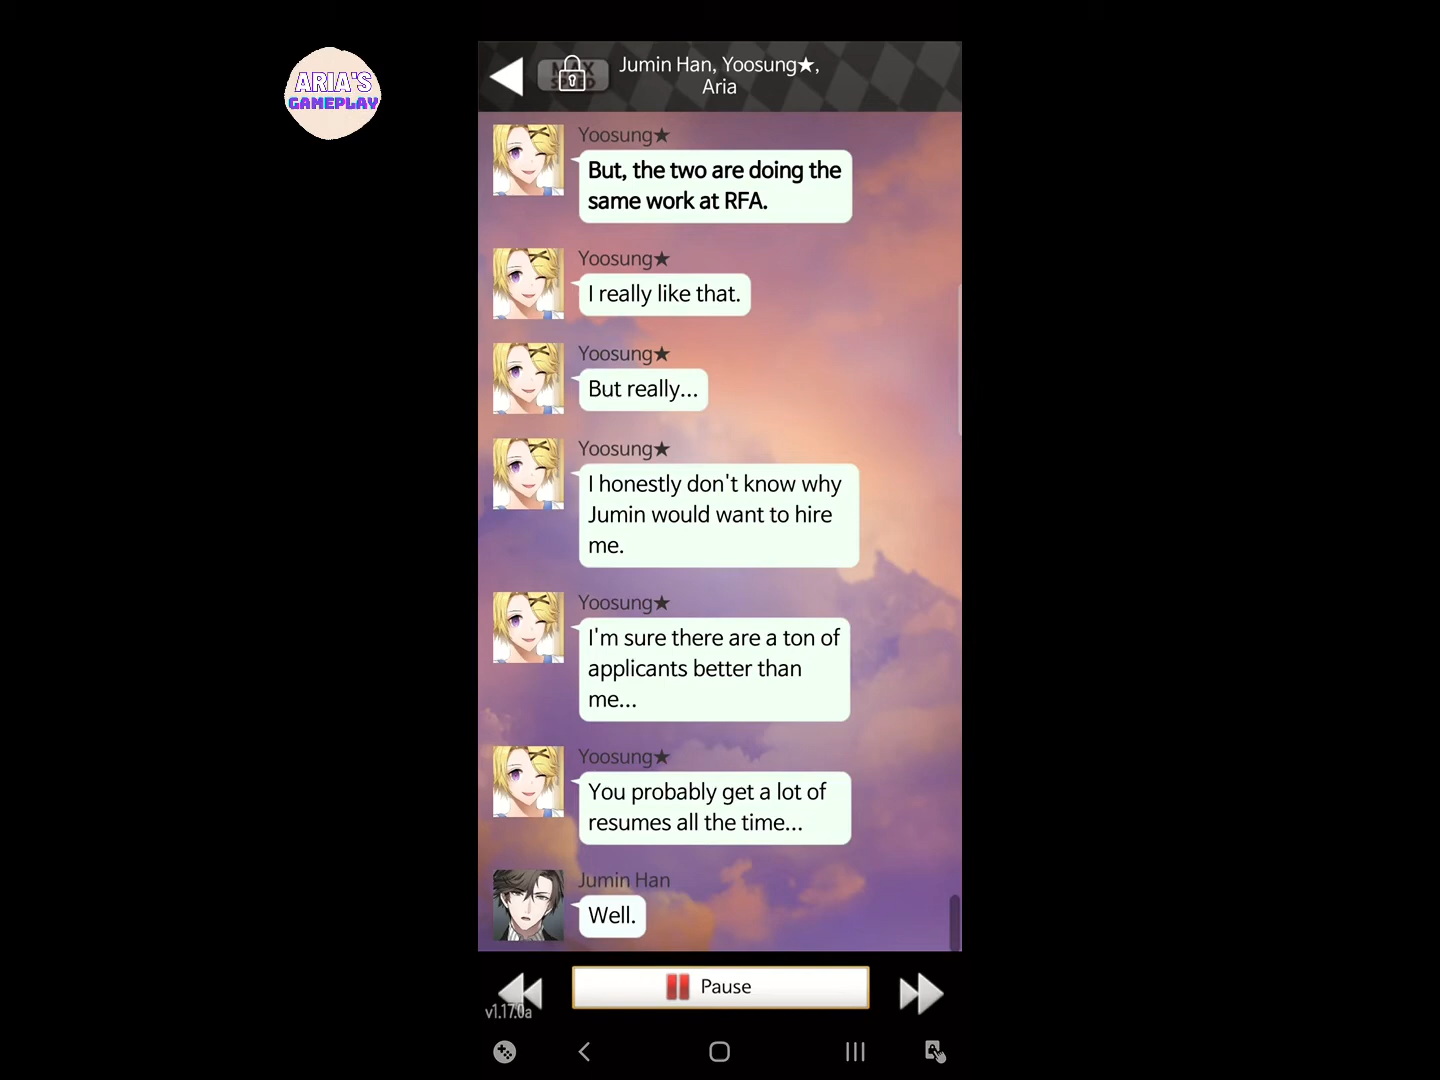 ARIA'S
GAMEPLAY
Jumin Han, Yoosung★,
Aria
Yoosung★
But, the two are doing the
same work at RFA.
Yoosung★
I really like that.
Yoosung★
But really...
Yoosung★
I honestly don't know why
Jumin would want to hire
me.
Yoosung★
I'm sure there are a ton of
applicants better than
me...
Yoosung★
You probably get a lot of
resumes all the time...
Jumin Han
Well.
Pause
v1.17.0a